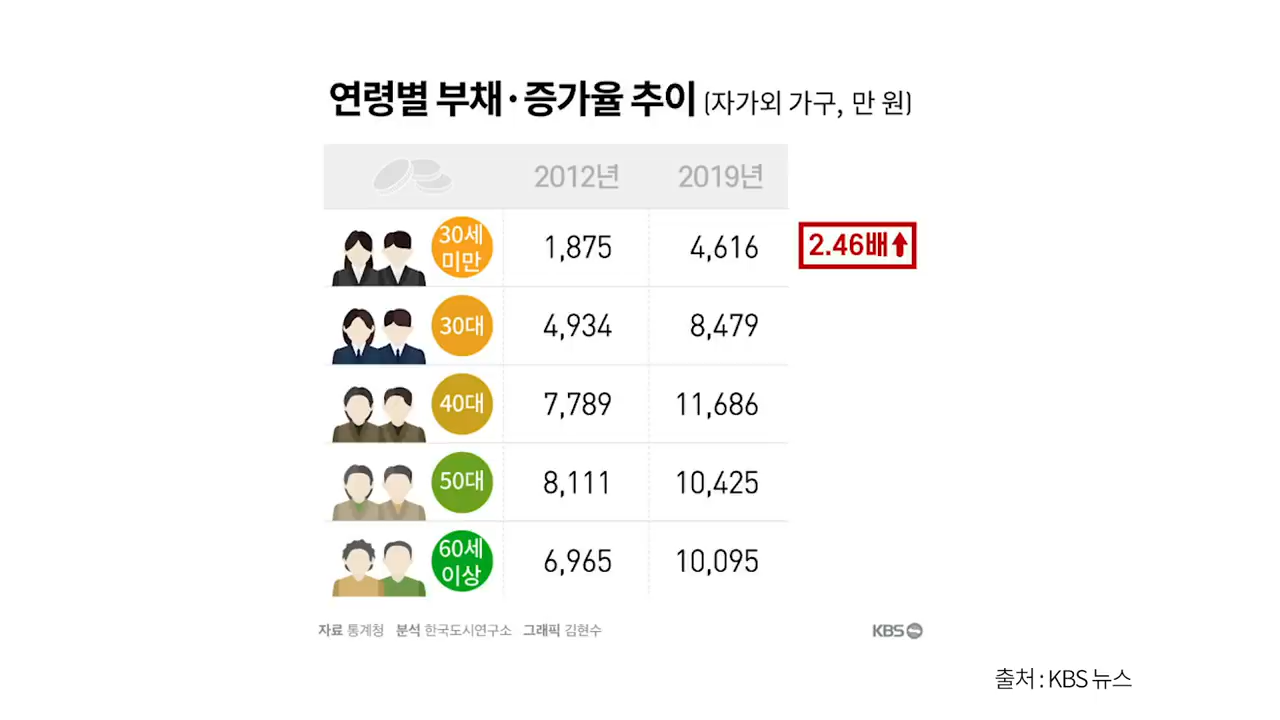 연령별 부채·증가율 추이 (자가외 가구, 만 원)
2012년 2019년
30세
미만 1,875 4,616 2.46배⬆
30대 4,934 8,479
40대 7,789 11,686
50대 8,111 10,425
60세
이상 6,965 10,095
자료 통계청 분석 한국도시연구소 그래픽 김현수 KBS
출처 : KBS 뉴스